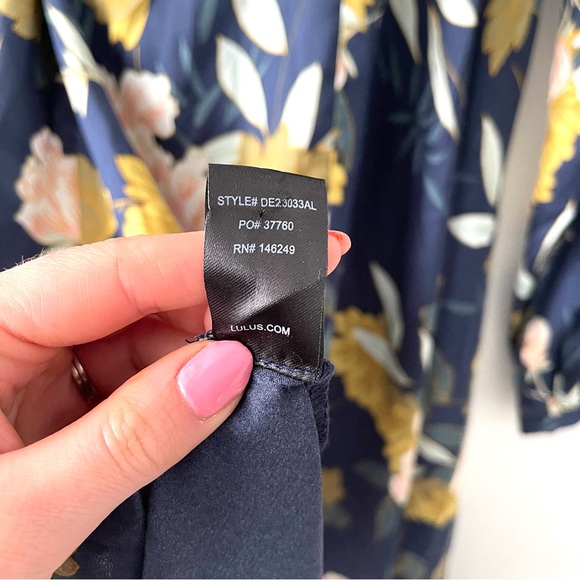 STYLE# DE23033AL
PO# 37760
RN# 146249
LULUS.COM